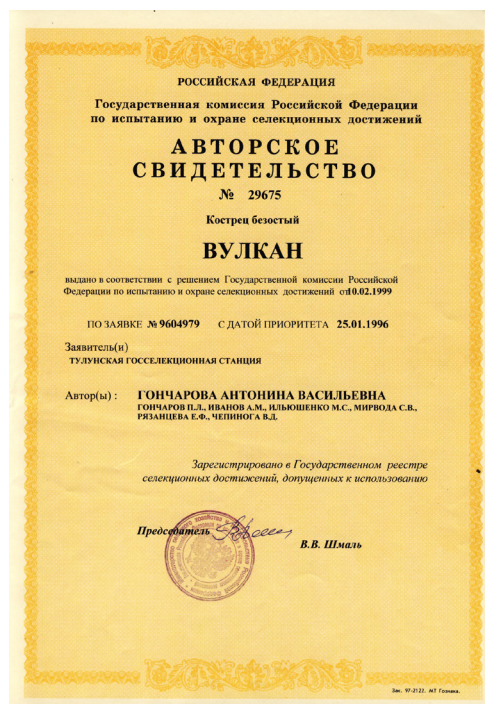 РОССИЙСКАЯ ФЕДЕРАЦИЯ
Государственная комиссия Российской Федерации
по испытанию и охране селекционных достижений
АВТОРСКОЕ
СВИДЕТЕЛЬСТВО
№ 29675
Кострец безостый
ВУЛКАН
выдано в соответствии с решением Государственной комиссии Российской
Федерации по испытанию и охране селекционных достижений от10.02.1999
ПО ЗАЯВКЕ № 9604979 С ДАТОЙ ПРИОРИТЕТА 25.01.1996
Заявитель(и)
ТУЛУНСКАЯ ГОССЕЛЕКЦИОННАЯ СТАНЦИЯ
Автор(ы) : ГОНЧАРОВА АНТОНИНА ВАСИЛЬЕВНА
ГОНЧАРОВ П.Л., ИВАНОВ А.М., ИЛЬЮШЕНКО М.С., МИРВОДА С.В.,
РЯЗАНЦЕВА Е.Ф., ЧЕПИНОГА В.Д.
Зарегистрировано в Государственном реестре
селекционных достижений, допущенных к использованию
Председатель
В.В. Шмаль
Зак. 97-2122. МТ Гознака.